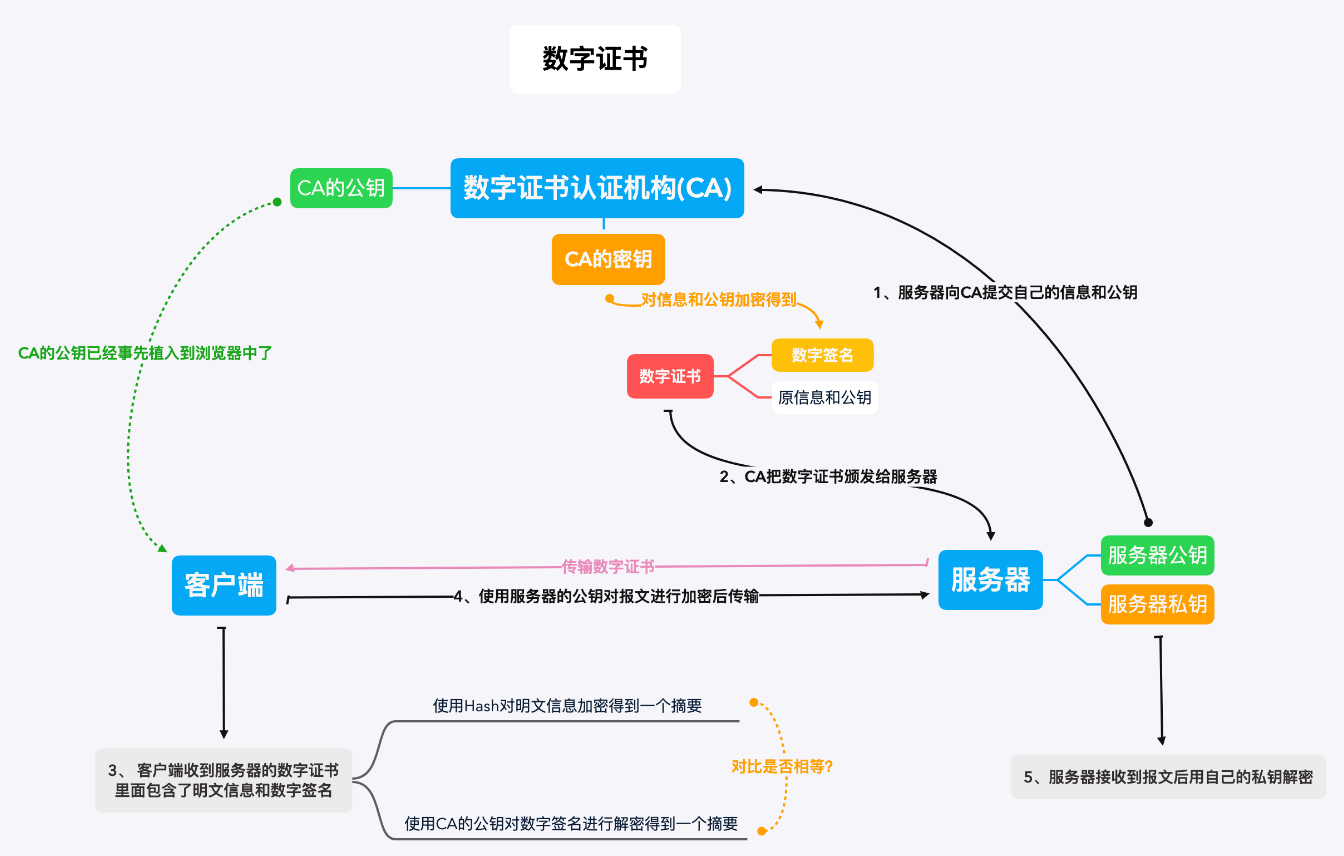 数字证书
CA的公钥
数字证书认证机构(CA)
CA的密钥
对信息和公钥加密得到
1、服务器向CA提交自己的信息和公钥
CA的公钥已经事先植入到浏览器中了
数字签名
数字证书
原信息和公钥
2、CA把数字证书颁发给服务器
服务器公钥
传输数字证书
客户端
服务器
4、使用服务器的公钥对报文进行加密后传输
服务器私钥
使用Hash对明文信息加密得到一个摘要
对比是否相等?
3、 客户端收到服务器的数字证书
里面包含了明文信息和数字签名
5、服务器接收到报文后用自己的私钥解密
使用CA的公钥对数字签名进行解密得到一个摘要